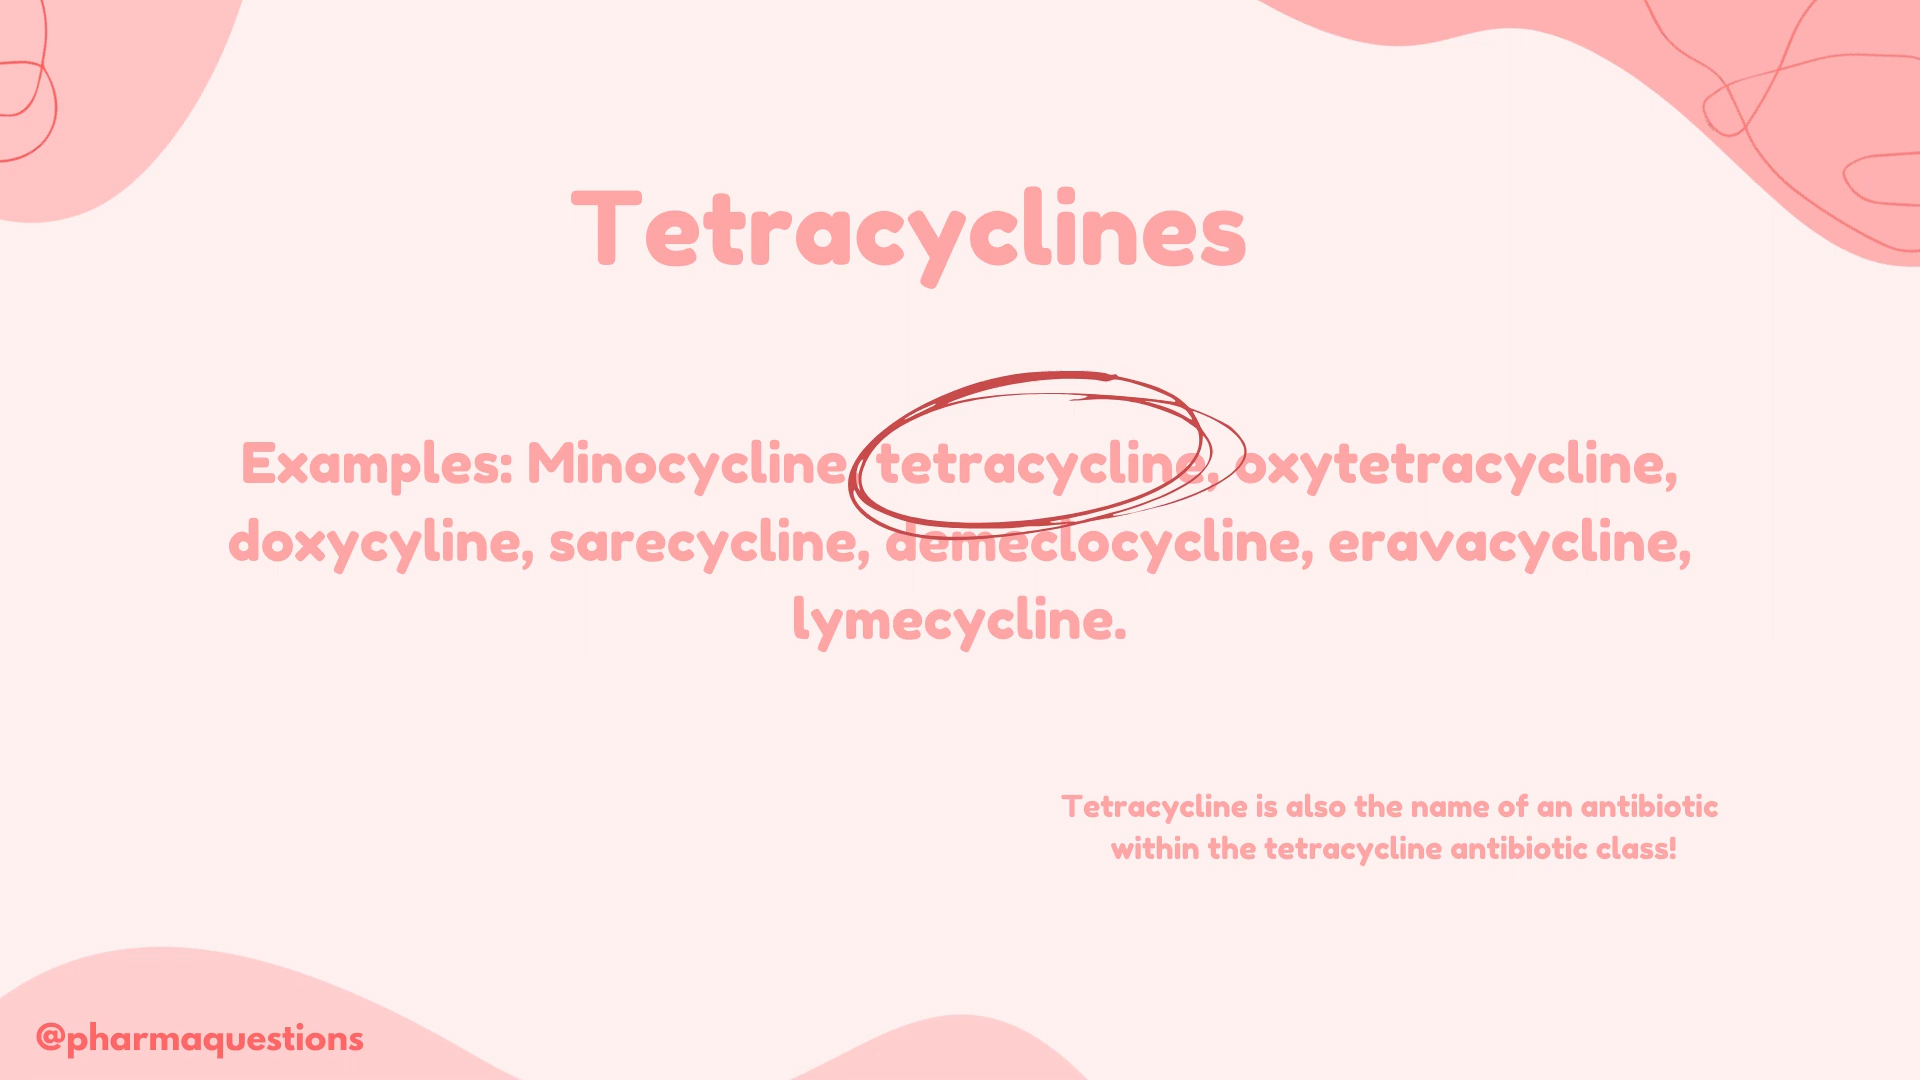 Tetracyclines
Examples: Minocycline, tetracycline, oxytetracycline,
doxycyline, sarecycline, demeclocycline, eravacycline,
lymecycline.
Tetracycline is also the name of an antibiotic
within the tetracycline antibiotic class!
@pharmaquestions